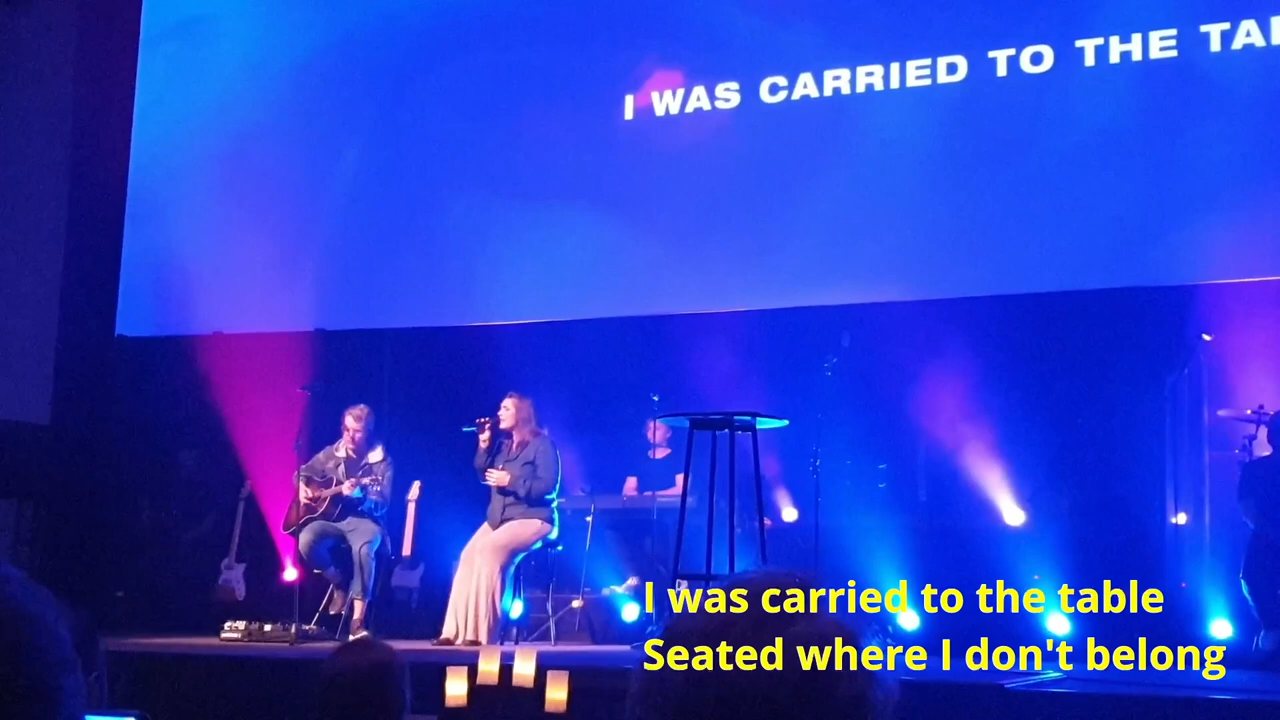 I WAS CARRIED TO THE TA
I was carried to the table
Seated where I don't belong